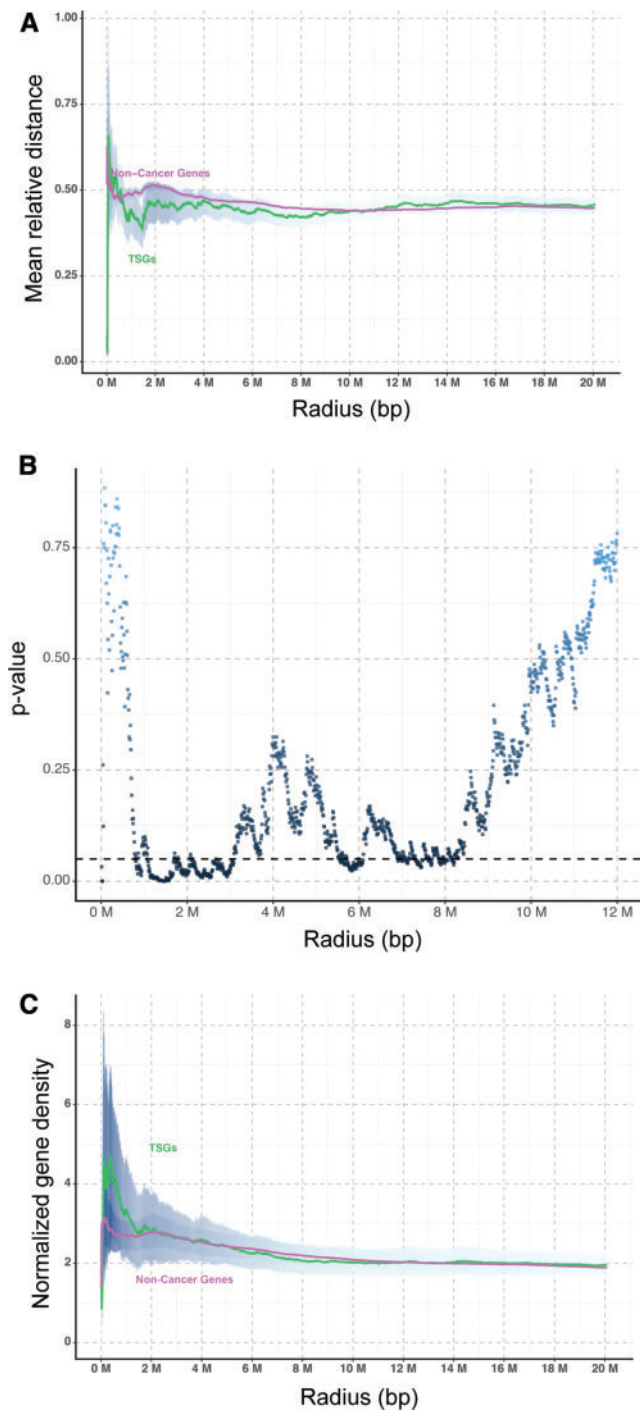 A
Mean relative distance
1.00
0.75
0.50
0.25
0.00
Non-Cancer Genes
TSGs
0 M 2 M 4 M 6 M 8 M 10 M 12 M 14 M 16 M 18 M 20 M
Radius (bp)
B
p-value
0.75
0.50
0.25
0.00
0 M 2 M 4 M 6 M 8 M 10 M 12 M
Radius (bp)
C
Normalized gene density
8
6
4
2
0
TSGs
Non-Cancer Genes
0 M 2 M 4 M 6 M 8 M 10 M 12 M 14 M 16 M 18 M 20 M
Radius (bp)